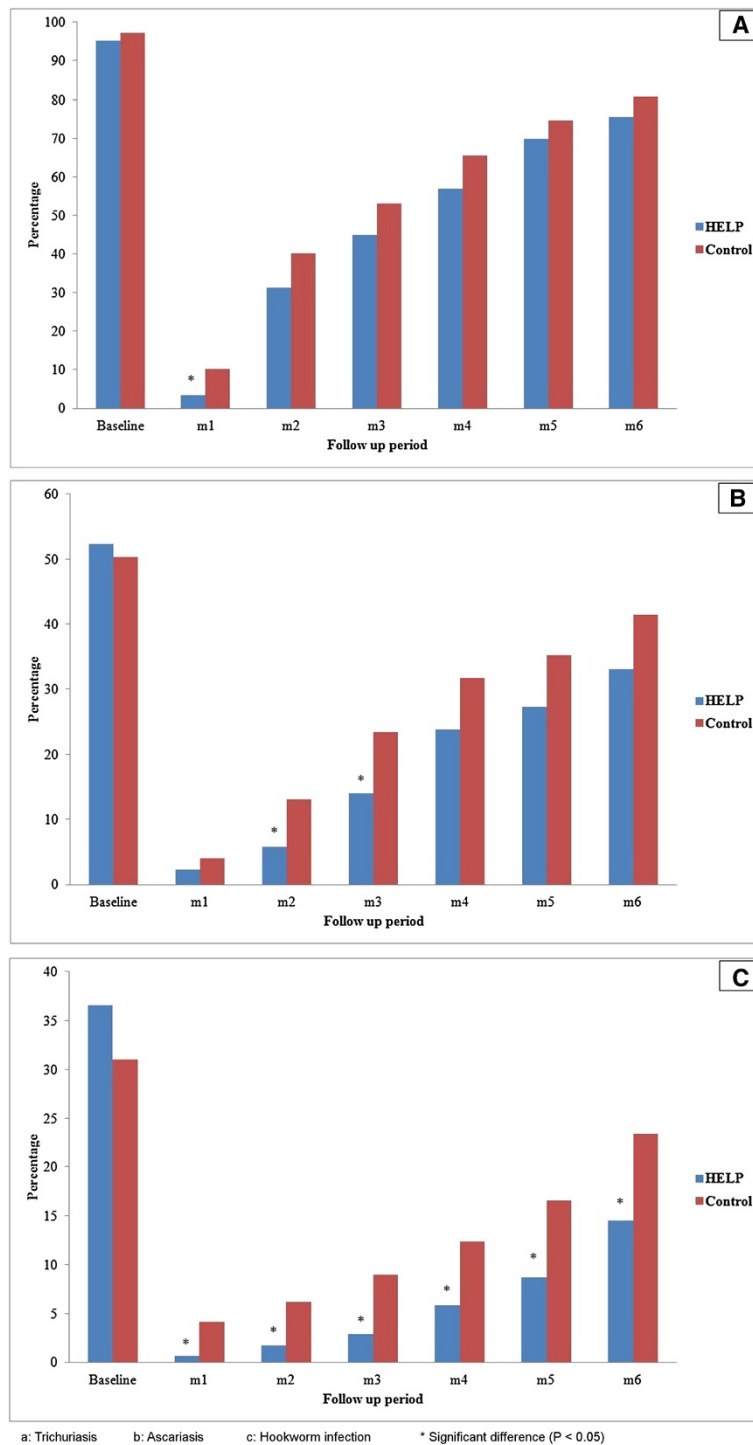 A
100
90
80
70
60
50
40
30
20
10
0
Percentage
*
Baseline m1 m2 m3 m4 m5 m6
Follow up period
HELP
Control
B
60
50
40
30
20
10
0
Percentage
* *
Baseline m1 m2 m3 m4 m5 m6
Follow up period
HELP
Control
C
40
35
30
25
20
15
10
5
0
Percentage
* * * * * *
Baseline m1 m2 m3 m4 m5 m6
Follow up period
HELP
Control
a: Trichuriasis b: Ascariasis c: Hookworm infection * Significant difference (P < 0.05)